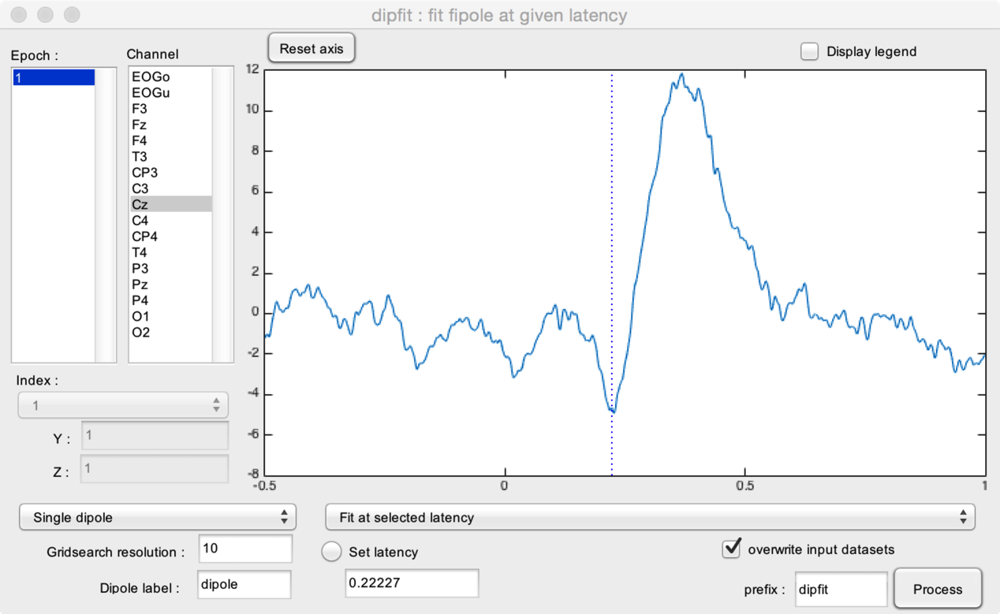 dipfit : fit fipole at given latency
Epoch :
Channel
Reset axis
Display legend
1
EOGo
EOGu
F3
Fz
F4
T3
CP3
C3
Cz
C4
CP4
T4
P3
Pz
P4
O1
O2
12
10
8
6
4
2
0
-2
-4
-6
-8
-0.5
0
0.5
1
Index :
1
Y :
1
Z :
1
Single dipole
Fit at selected latency
Gridsearch resolution :
10
Set latency
overwrite input datasets
Dipole label :
dipole
0.22227
prefix :
dipfit
Process